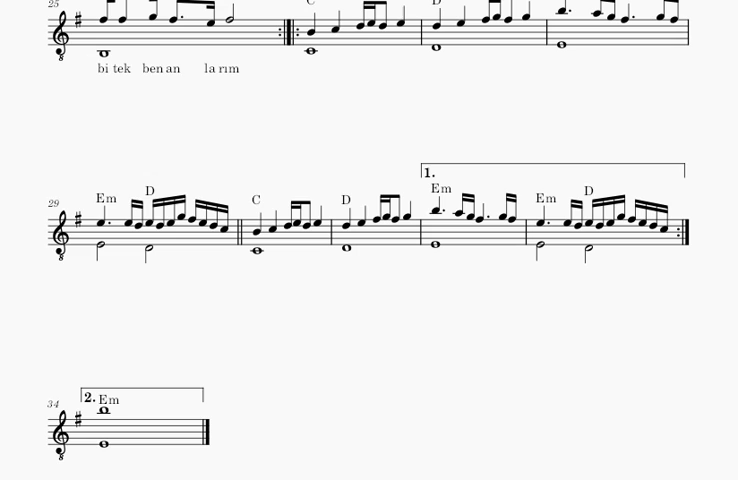 25 C D
bi tek ben an la rım
1.
Em D C D Em Em D
29
2. Em
34